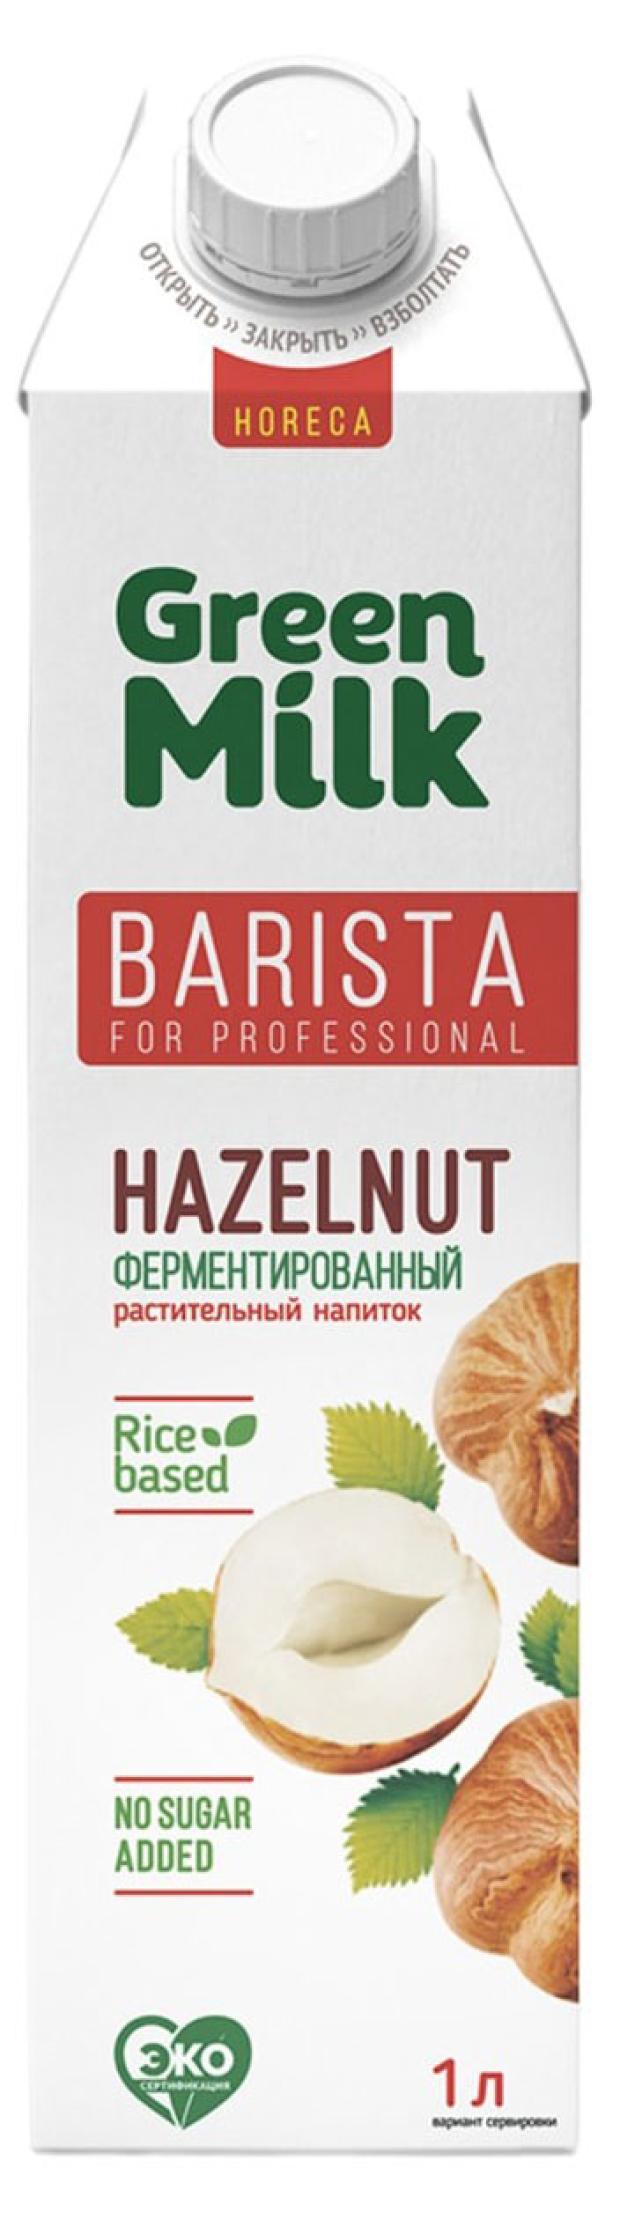 ОТКРЫТЬ >> ЗАКРЫТЬ >> ВЗБОЛТАТЬ
HORECA
Green
Milk
BARISTA
FOR PROFESSIONAL
HAZELNUT
ФЕРМЕНТИРОВАННЫЙ
растительный напиток
Rice
based
NO SUGAR
ADDED
ЭКО
СЕРТИФИКАЦИЯ
1 л
вариант сервировки